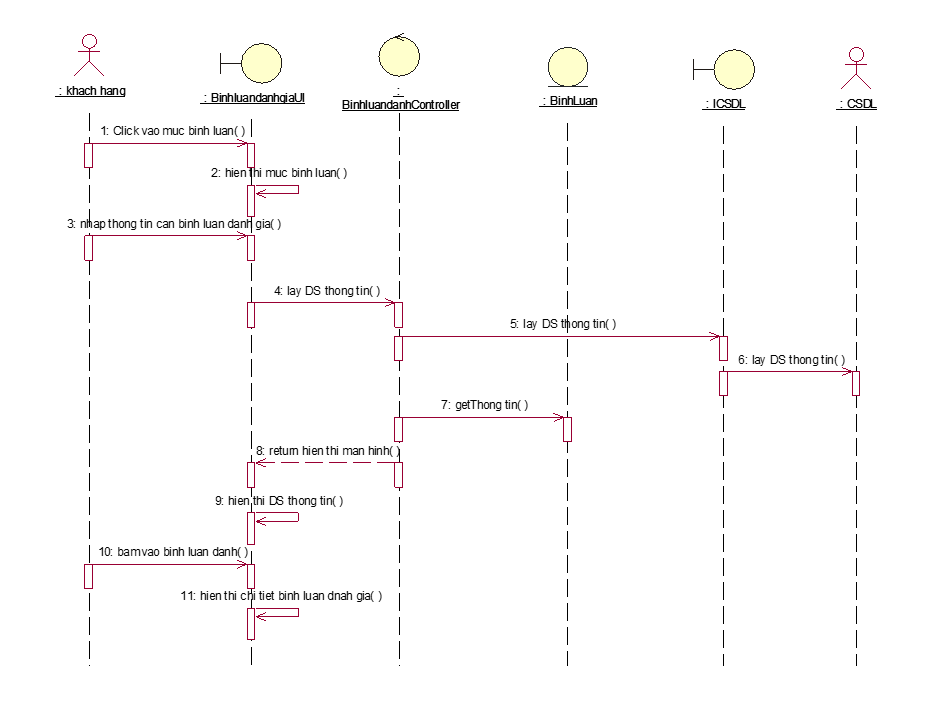 : khach hang
: BinhluandanhgiaUI
:
BinhluandanhController
: BinhLuan
: ICSDL
: CSDL
1: Click vao muc binh luan( )
2: hien thi muc binh luan( )
3: nhap thong tin can binh luan danh gia( )
4: lay DS thong tin( )
5: lay DS thong tin( )
6: lay DS thong tin( )
7: getThong tin( )
8: return hien thi man hinh( )
9: hien thi DS thong tin( )
10: bam vao binh luan danh( )
11: hien thi chi tiet binh luan dnah gia( )